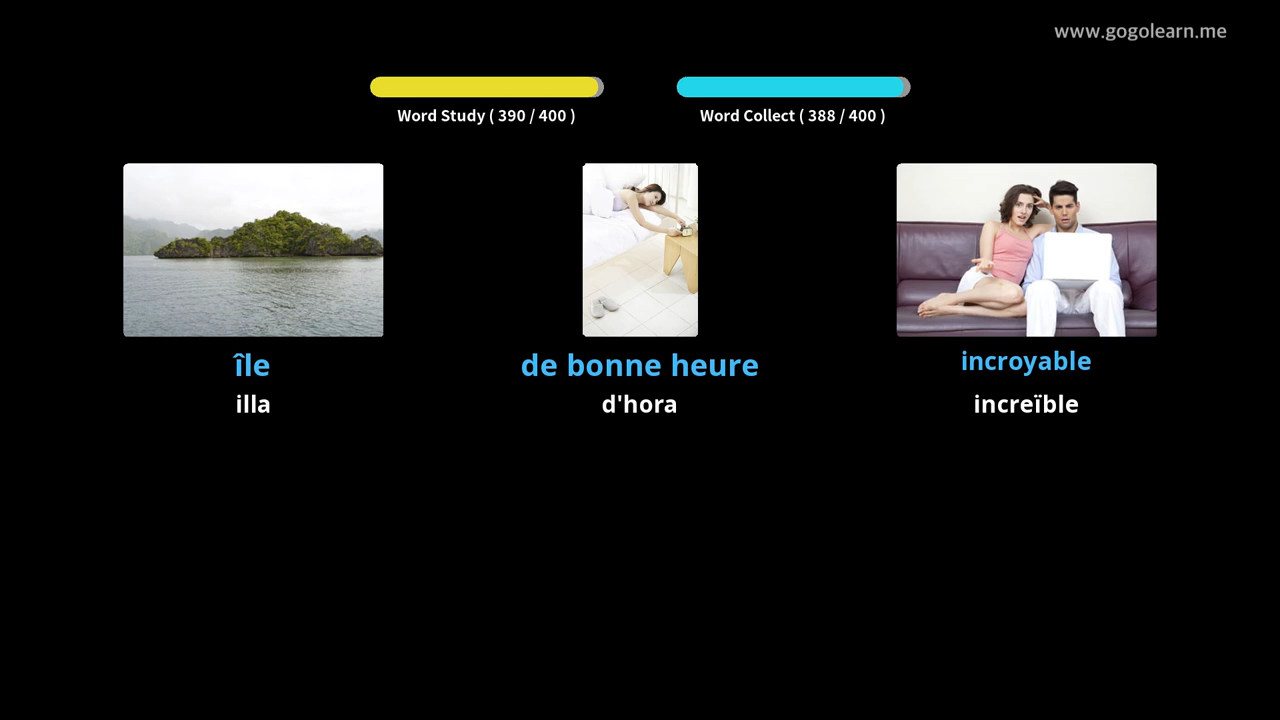 www.gogolearn.me
Word Study ( 390 / 400 )
Word Collect ( 388 / 400 )
île
de bonne heure
incroyable
illa
d'hora
increïble